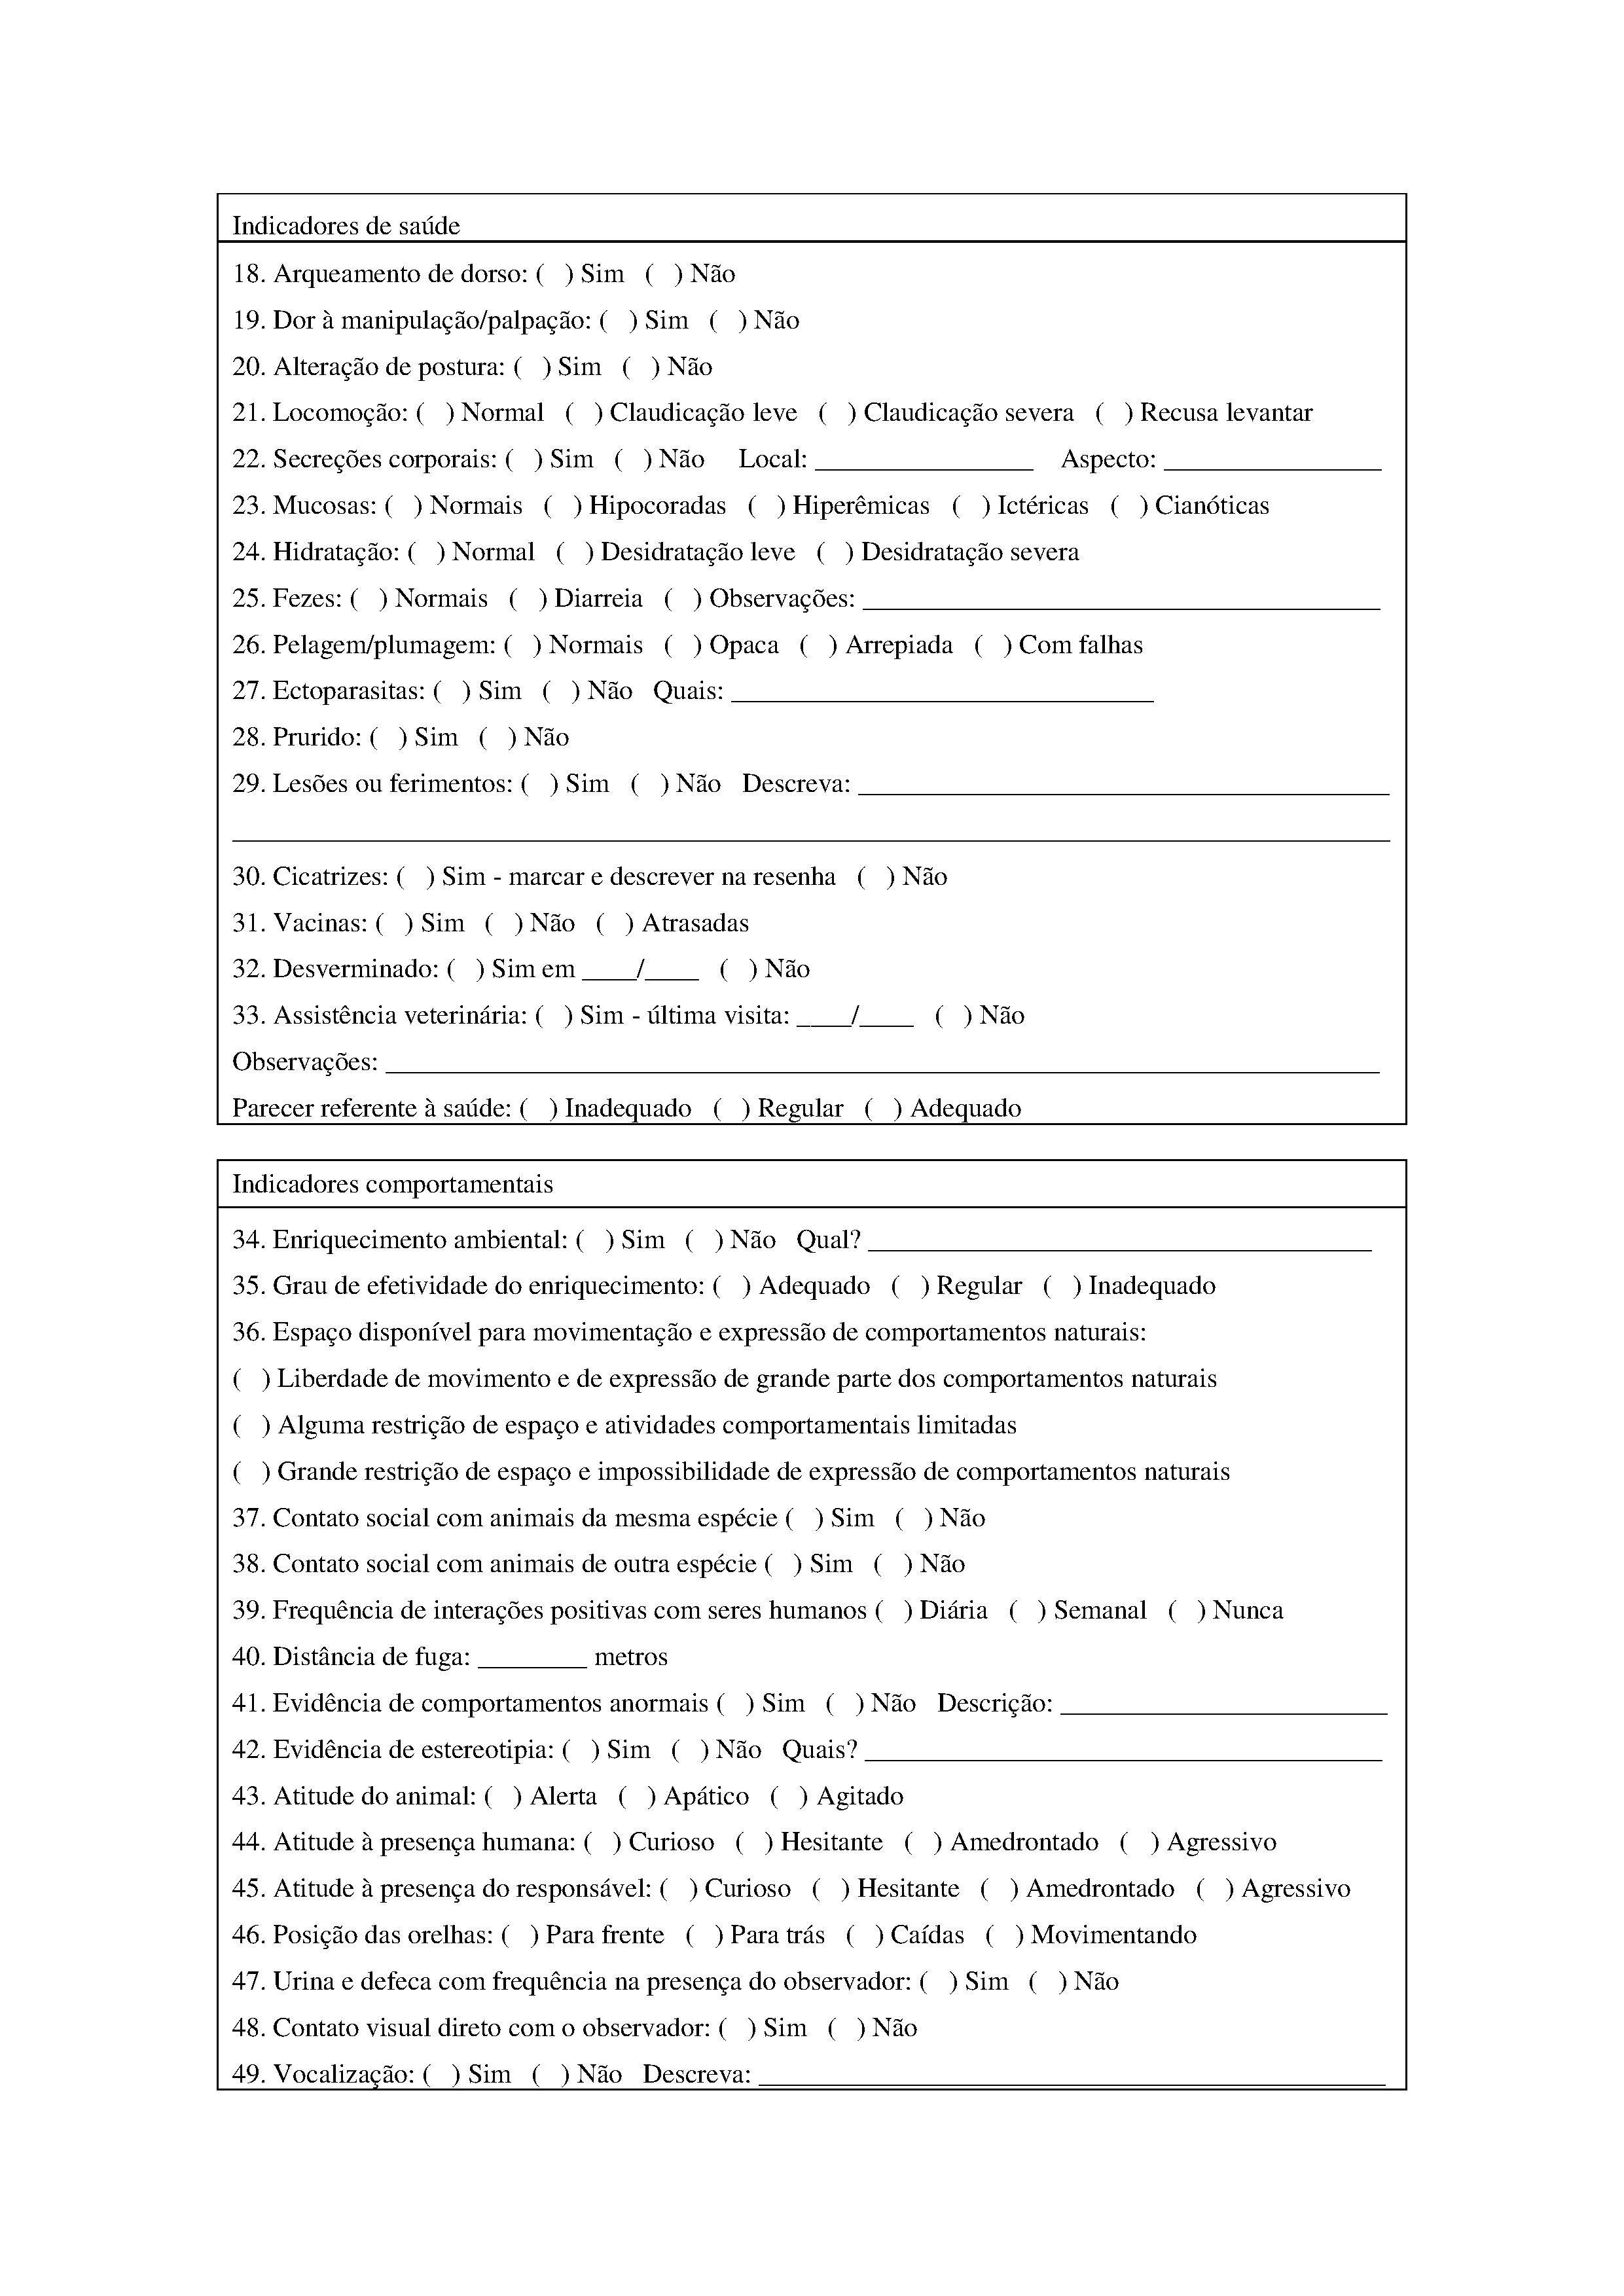 Indicadores de saúde
18. Arqueamento de dorso: (   ) Sim   (   ) Não
19. Dor à manipulação/palpação: (   ) Sim   (   ) Não
20. Alteração de postura: (   ) Sim   (   ) Não
21. Locomoção: (   ) Normal   (   ) Claudicação leve   (   ) Claudicação severa   (   ) Recusa levantar
22. Secreções corporais: (   ) Sim   (   ) Não     Local: ________________    Aspecto: ________________
23. Mucosas: (   ) Normais   (   ) Hipocoradas   (   ) Hiperêmicas   (   ) Ictéricas   (   ) Cianóticas
24. Hidratação: (   ) Normal   (   ) Desidratação leve   (   ) Desidratação severa
25. Fezes: (   ) Normais   (   ) Diarreia   (   ) Observações: ______________________________________
26. Pelagem/plumagem: (   ) Normais   (   ) Opaca   (   ) Arrepiada   (   ) Com falhas
27. Ectoparasitas: (   ) Sim   (   ) Não   Quais: _______________________________
28. Prurido: (   ) Sim   (   ) Não
29. Lesões ou ferimentos: (   ) Sim   (   ) Não   Descreva: _______________________________________
_____________________________________________________________________________________
30. Cicatrizes: (   ) Sim - marcar e descrever na resenha   (   ) Não
31. Vacinas: (   ) Sim   (   ) Não   (   ) Atrasadas
32. Desverminado: (   ) Sim em ____/____   (   ) Não
33. Assistência veterinária: (   ) Sim - última visita: ____/____   (   ) Não
Observações: _________________________________________________________________________
Parecer referente à saúde: (   ) Inadequado   (   ) Regular   (   ) Adequado
Indicadores comportamentais
34. Enriquecimento ambiental: (   ) Sim   (   ) Não   Qual? _____________________________________
35. Grau de efetividade do enriquecimento: (   ) Adequado   (   ) Regular   (   ) Inadequado
36. Espaço disponível para movimentação e expressão de comportamentos naturais:
(   ) Liberdade de movimento e de expressão de grande parte dos comportamentos naturais
(   ) Alguma restrição de espaço e atividades comportamentais limitadas
(   ) Grande restrição de espaço e impossibilidade de expressão de comportamentos naturais
37. Contato social com animais da mesma espécie (   ) Sim   (   ) Não
38. Contato social com animais de outra espécie (   ) Sim   (   ) Não
39. Frequência de interações positivas com seres humanos (   ) Diária   (   ) Semanal   (   ) Nunca
40. Distância de fuga: ________ metros
41. Evidência de comportamentos anormais (   ) Sim   (   ) Não   Descrição: ________________________
42. Evidência de estereotipia: (   ) Sim   (   ) Não   Quais? ______________________________________
43. Atitude do animal: (   ) Alerta   (   ) Apático   (   ) Agitado
44. Atitude à presença humana: (   ) Curioso   (   ) Hesitante   (   ) Amedrontado   (   ) Agressivo
45. Atitude à presença do responsável: (   ) Curioso   (   ) Hesitante   (   ) Amedrontado   (   ) Agressivo
46. Posição das orelhas: (   ) Para frente   (   ) Para trás   (   ) Caídas   (   ) Movimentando
47. Urina e defeca com frequência na presença do observador: (   ) Sim   (   ) Não
48. Contato visual direto com o observador: (   ) Sim   (   ) Não
49. Vocalização: (   ) Sim   (   ) Não   Descreva: ______________________________________________